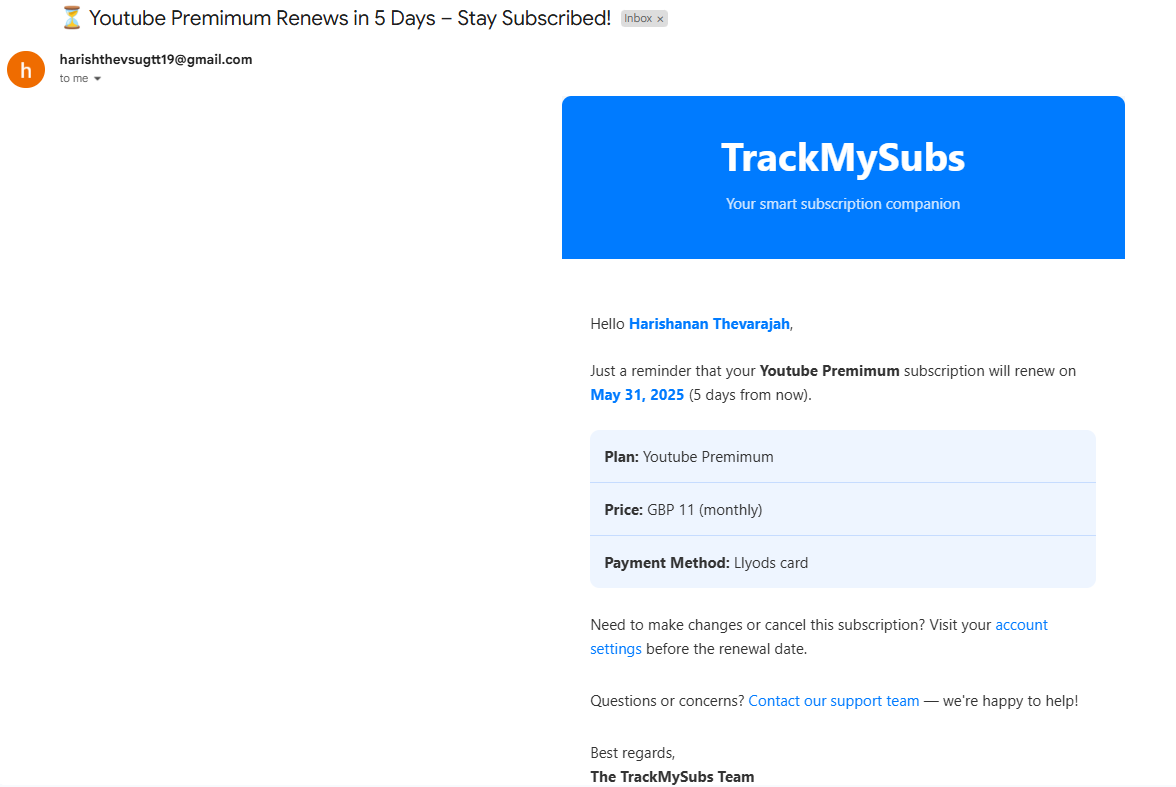 ⏳ Youtube Premimum Renews in 5 Days – Stay Subscribed! Inbox ×
h
harishthevsugtt19@gmail.com
to me
TrackMySubs
Your smart subscription companion
Hello Harishanan Thevarajah,
Just a reminder that your Youtube Premimum subscription will renew on
May 31, 2025 (5 days from now).
Plan: Youtube Premimum
Price: GBP 11 (monthly)
Payment Method: Llyods card
Need to make changes or cancel this subscription? Visit your account
settings before the renewal date.
Questions or concerns? Contact our support team — we're happy to help!
Best regards,
The TrackMySubs Team